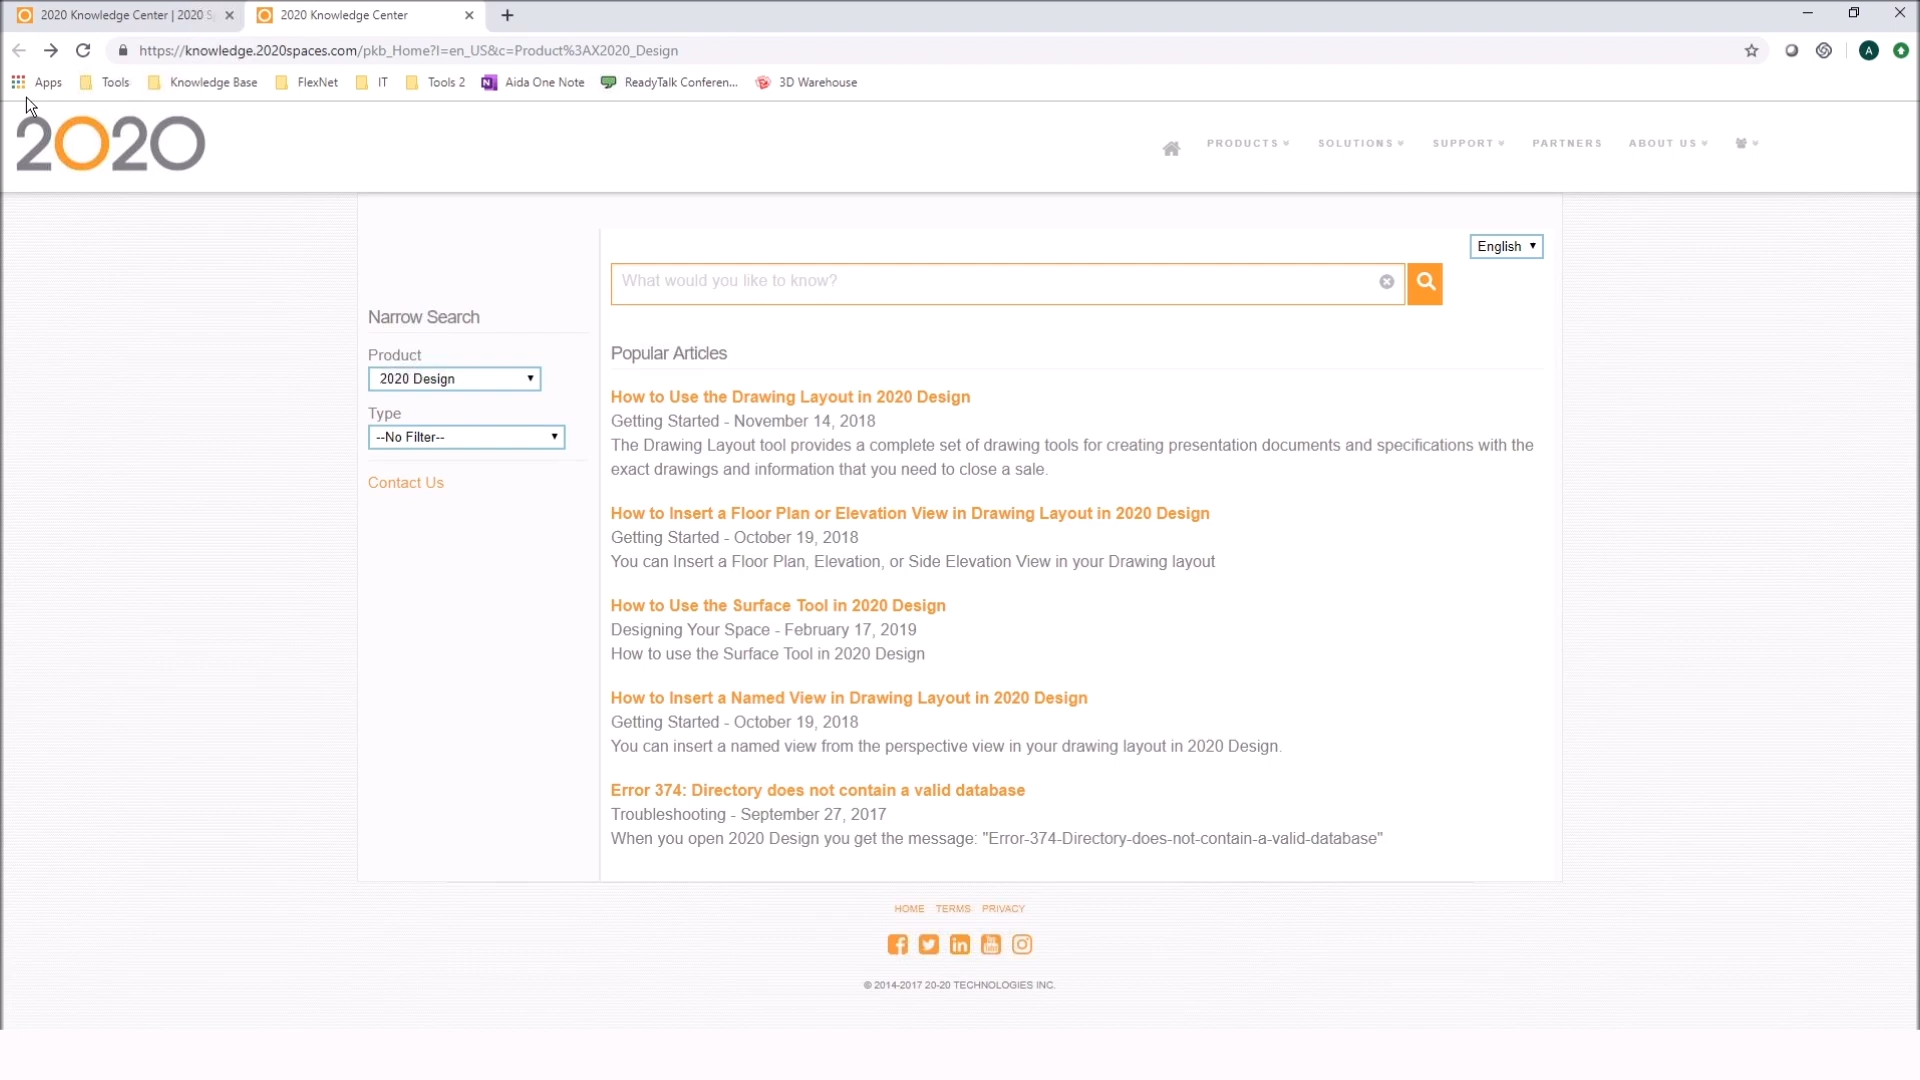 2020 Knowledge Center | 2020 S
2020 Knowledge Center
https://knowledge.2020spaces.com/pkb_Home?l=en_US&c=Product%3AX2020_Design
A
Apps
Tools
Knowledge Base
FlexNet
IT
Tools 2
Aida One Note
ReadyTalk Conferen...
3D Warehouse
2020
PRODUCTS
SOLUTIONS
SUPPORT
PARTNERS
ABOUT US
English
What would you like to know?
Narrow Search
Product
2020 Design
Type
--No Filter--
Contact Us
Popular Articles
How to Use the Drawing Layout in 2020 Design
Getting Started - November 14, 2018
The Drawing Layout tool provides a complete set of drawing tools for creating presentation documents and specifications with the
exact drawings and information that you need to close a sale.
How to Insert a Floor Plan or Elevation View in Drawing Layout in 2020 Design
Getting Started - October 19, 2018
You can Insert a Floor Plan, Elevation, or Side Elevation View in your Drawing layout
How to Use the Surface Tool in 2020 Design
Designing Your Space - February 17, 2019
How to use the Surface Tool in 2020 Design
How to Insert a Named View in Drawing Layout in 2020 Design
Getting Started - October 19, 2018
You can insert a named view from the perspective view in your drawing layout in 2020 Design.
Error 374: Directory does not contain a valid database
Troubleshooting - September 27, 2017
When you open 2020 Design you get the message: "Error-374-Directory-does-not-contain-a-valid-database"
HOME TERMS PRIVACY
© 2014-2017 20-20 TECHNOLOGIES INC.